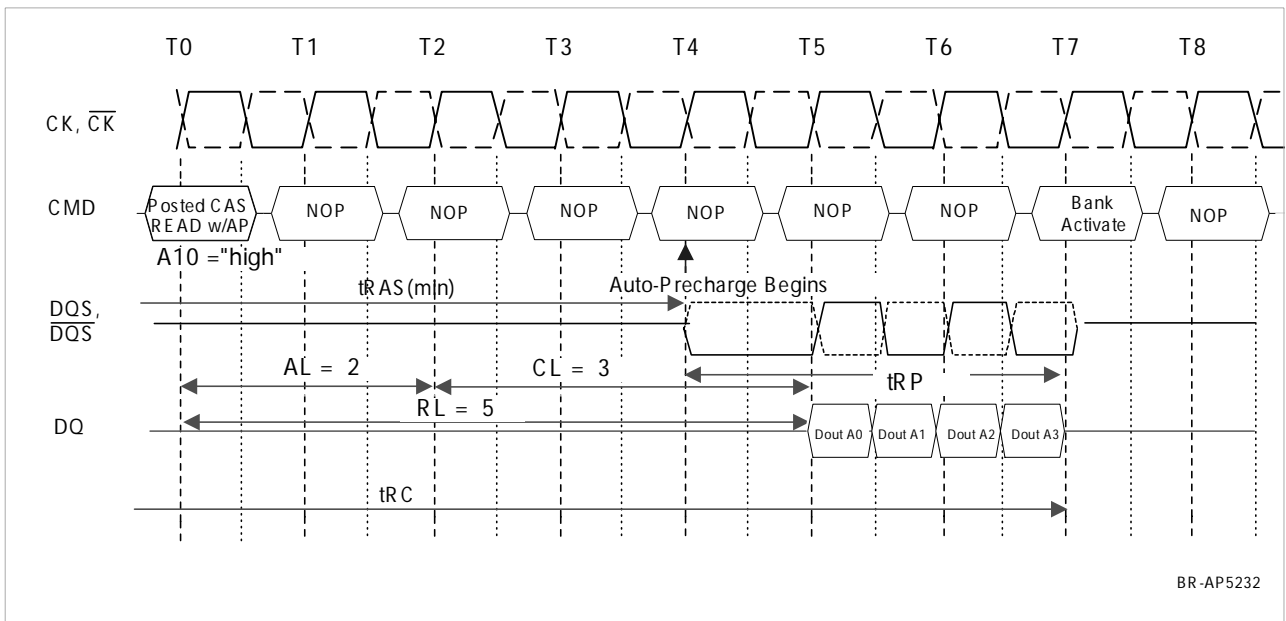 T0 T1 T2 T3 T4 T5 T6 T7 T8
CK, CK
CMD
Posted CAS
READ w/AP
NOP NOP NOP NOP NOP NOP
Bank
Activate
NOP
A10 ="high"
tRAS(min)
Auto-Precharge Begins
DQS,
DQS
AL = 2
CL = 3
tRP
RL = 5
DQ
Dout A0 Dout A1 Dout A2 Dout A3
tRC
BR-AP5232